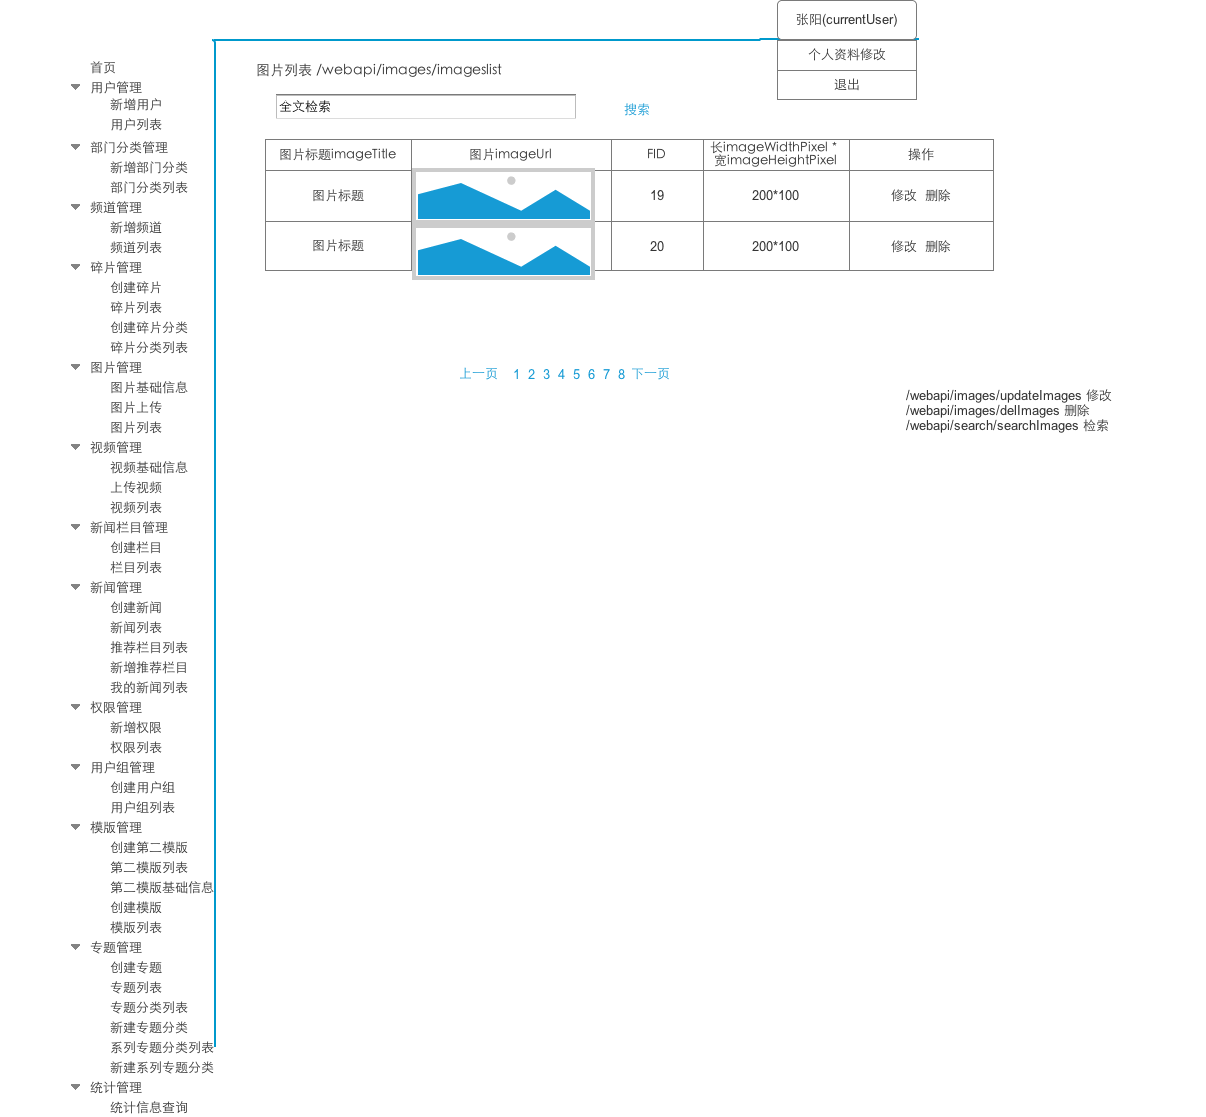 张阳(currentUser)
个人资料修改
退出
首页
用户管理
新增用户
用户列表
部门分类管理
新增部门分类
部门分类列表
频道管理
新增频道
频道列表
碎片管理
创建碎片
碎片列表
创建碎片分类
碎片分类列表
图片管理
图片基础信息
图片上传
图片列表
视频管理
视频基础信息
上传视频
视频列表
新闻栏目管理
创建栏目
栏目列表
新闻管理
创建新闻
新闻列表
推荐栏目列表
新增推荐栏目
我的新闻列表
权限管理
新增权限
权限列表
用户组管理
创建用户组
用户组列表
模版管理
创建第二模版
第二模版列表
第二模版基础信息
创建模版
模版列表
专题管理
创建专题
专题列表
专题分类列表
新建专题分类
系列专题分类列表
新建系列专题分类
统计管理
统计信息查询
图片列表 /webapi/images/imageslist
全文检索 搜索
图片标题imageTitle 图片imageUrl FID 长imageWidthPixel * 操作
宽imageHeightPixel
图片标题 19 200*100 修改 删除
图片标题 20 200*100 修改 删除
上一页 1 2 3 4 5 6 7 8 下一页
/webapi/images/updateImages 修改
/webapi/images/delImages 删除
/webapi/search/searchImages 检索